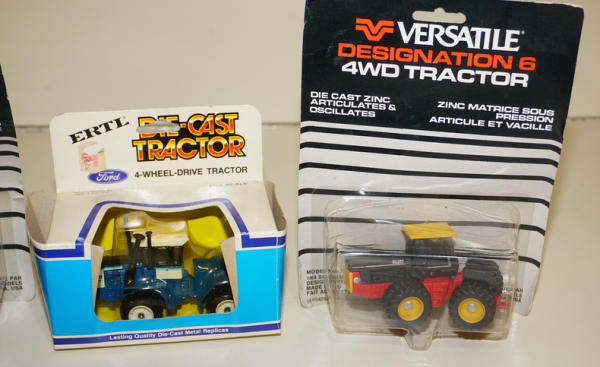 ERTL
DIE-CAST
TRACTOR
Ford
4-WHEEL-DRIVE TRACTOR
Lasting Quality Die-Cast Metal Replicas
VERSATILE
DESIGNATION 6
4WD TRACTOR
DIE CAST ZINC
ARTICULATES &
OSCILLATES
ZINC MATRICE SOUS
PRESSION
ARTICULE ET VACILLE